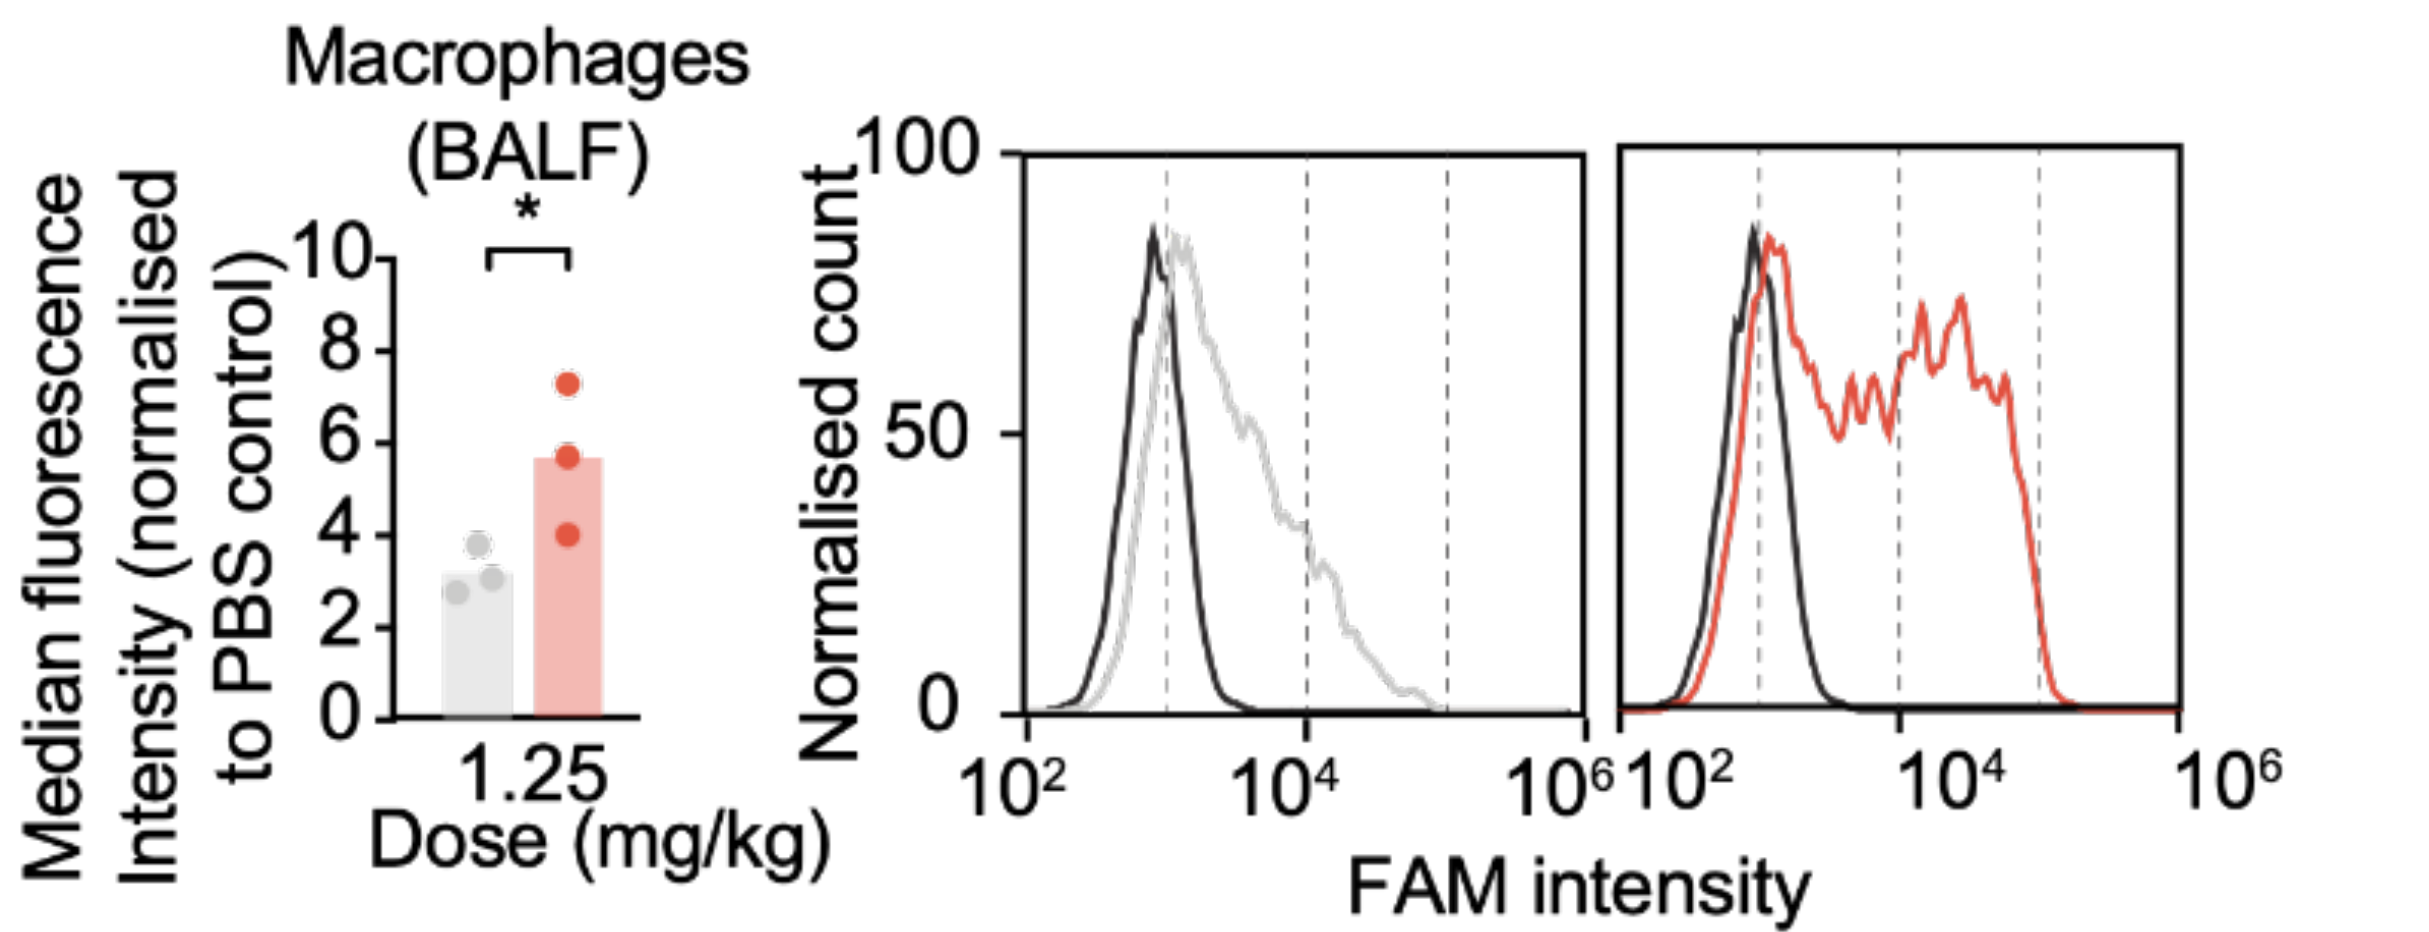 Macrophages
(BALF)
*
Median fluorescence
Intensity (normalised
to PBS control)
10
8
6
4
2
0
1.25
Dose (mg/kg)
Normalised count
100
50
0
10² 10⁴ 10⁶ 10² 10⁴ 10⁶
FAM intensity